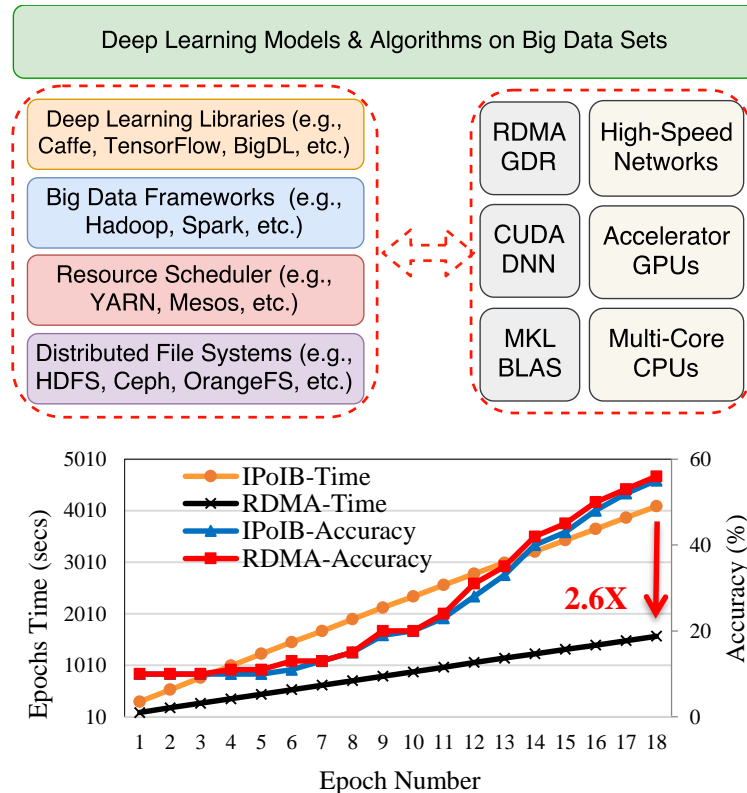 Deep Learning Models & Algorithms on Big Data Sets
Deep Learning Libraries (e.g.,
Caffe, TensorFlow, BigDL, etc.)
Big Data Frameworks (e.g.,
Hadoop, Spark, etc.)
Resource Scheduler (e.g.,
YARN, Mesos, etc.)
Distributed File Systems (e.g.,
HDFS, Ceph, OrangeFS, etc.)
RDMA
GDR
High-Speed
Networks
CUDA
DNN
Accelerator
GPUs
MKL
BLAS
Multi-Core
CPUs
Epochs Time (secs)
5010
4010
3010
2010
1010
10
IPoIB-Time
RDMA-Time
IPoIB-Accuracy
RDMA-Accuracy
2.6X
60
40
20
0
Accuracy (%)
1 2 3 4 5 6 7 8 9 10 11 12 13 14 15 16 17 18
Epoch Number